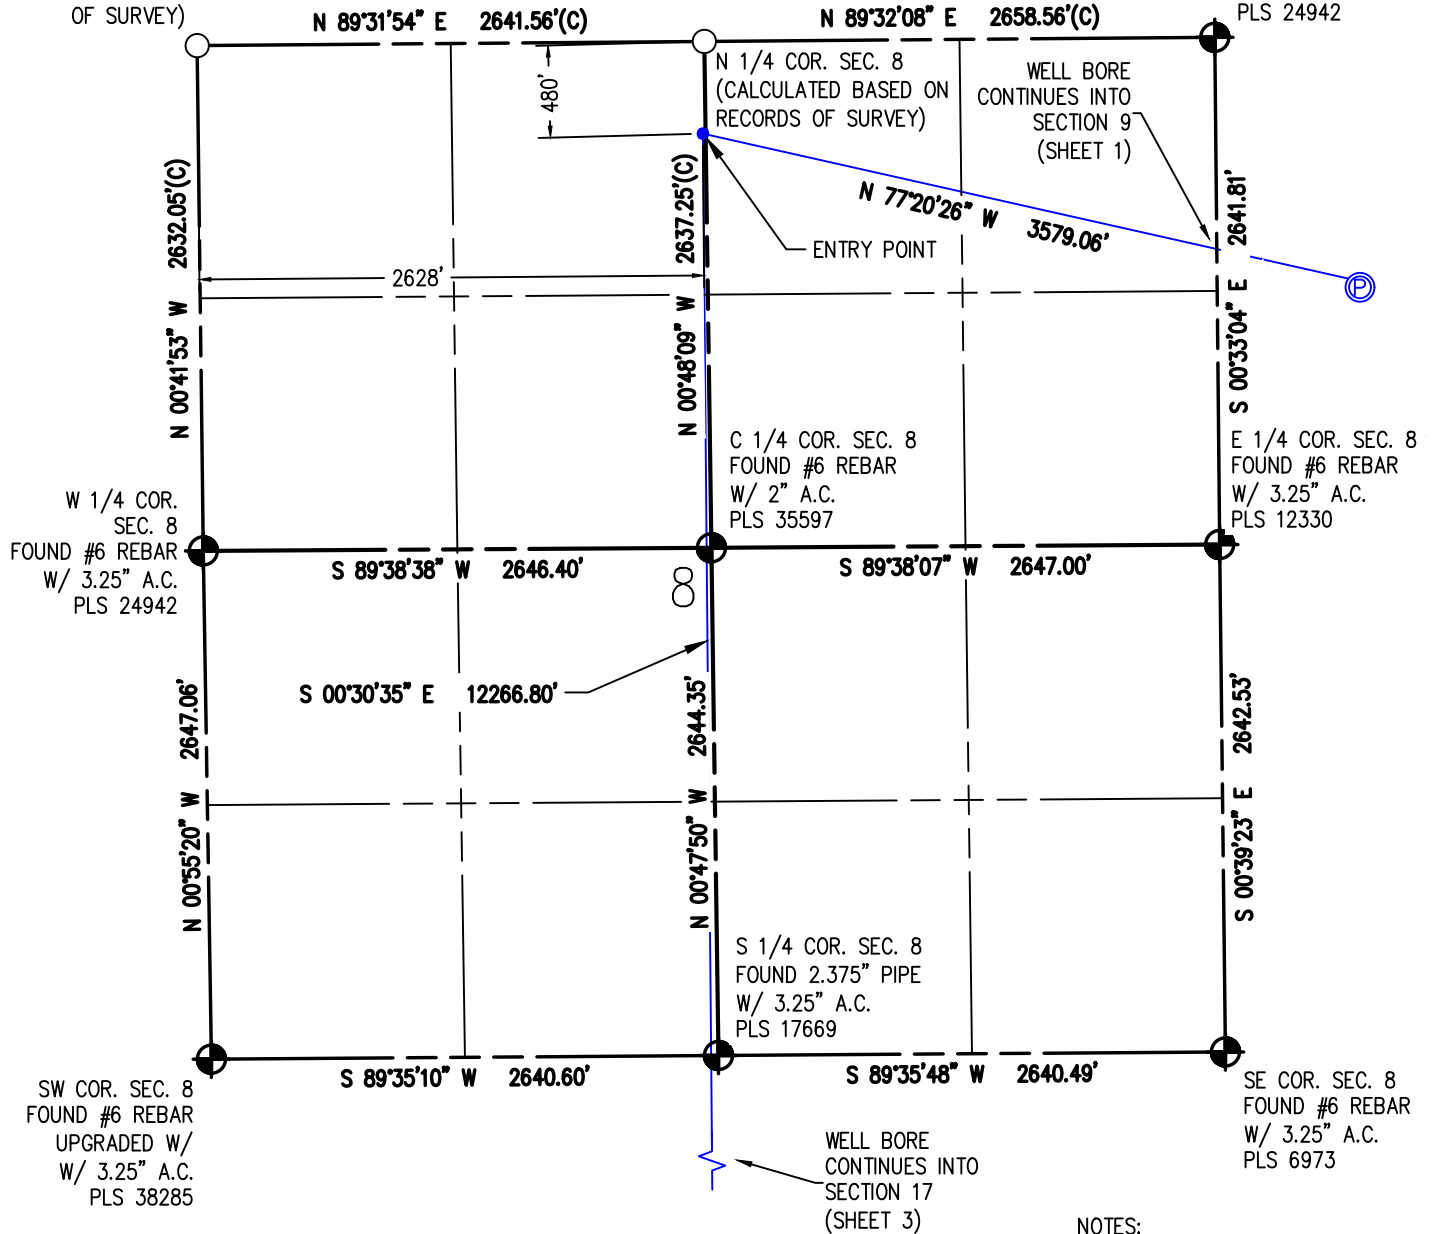 OF SURVEY)
N 89°31'54" E 2641.56'(C)
N 89°32'08" E 2658.56'(C)
PLS 24942
N 1/4 COR. SEC. 8
(CALCULATED BASED ON
RECORDS OF SURVEY)
WELL BORE
CONTINUES INTO
SECTION 9
(SHEET 1)
480'
N 00°41'53" W 2632.05'(C)
N 00°48'09" W 2637.25'(C)
S 00°33'04" E 2641.81'
N 77°20'26" W 3579.06'
ENTRY POINT
2628'
P
C 1/4 COR. SEC. 8
FOUND #6 REBAR
W/ 2" A.C.
PLS 35597
E 1/4 COR. SEC. 8
FOUND #6 REBAR
W/ 3.25" A.C.
PLS 12330
W 1/4 COR.
SEC. 8
FOUND #6 REBAR
W/ 3.25" A.C.
PLS 24942
S 89°38'38" W 2646.40'
S 89°38'07" W 2647.00'
8
S 00°30'35" E 12266.80'
N 00°55'20" W 2647.06'
N 00°47'50" W 2644.35'
S 00°39'23" E 2642.53'
S 1/4 COR. SEC. 8
FOUND 2.375" PIPE
W/ 3.25" A.C.
PLS 17669
S 89°35'10" W 2640.60'
S 89°35'48" W 2640.49'
SW COR. SEC. 8
FOUND #6 REBAR
UPGRADED W/
W/ 3.25" A.C.
PLS 38285
SE COR. SEC. 8
FOUND #6 REBAR
W/ 3.25" A.C.
PLS 6973
WELL BORE
CONTINUES INTO
SECTION 17
(SHEET 3)
NOTES: